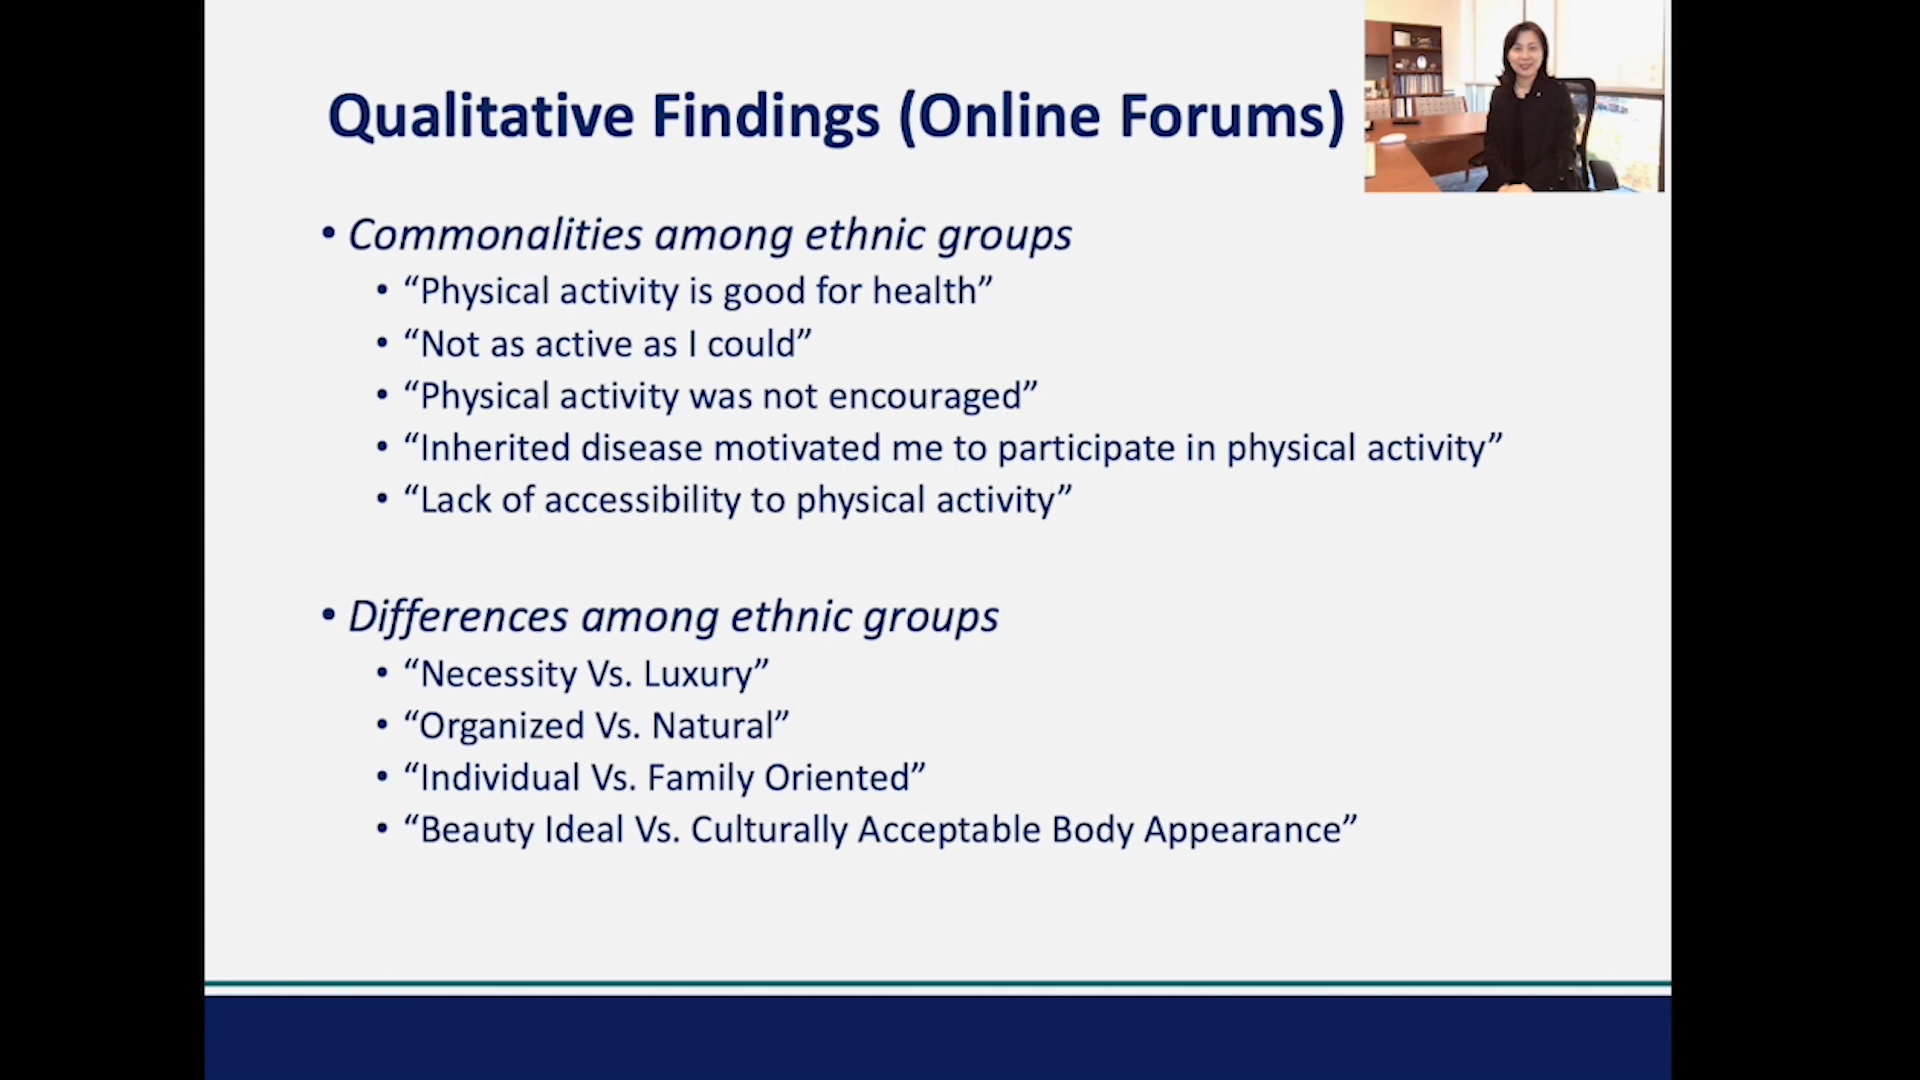 Qualitative Findings (Online Forums)
• Commonalities among ethnic groups
• “Physical activity is good for health”
• “Not as active as I could”
• “Physical activity was not encouraged”
• “Inherited disease motivated me to participate in physical activity”
• “Lack of accessibility to physical activity”
• Differences among ethnic groups
• “Necessity Vs. Luxury”
• “Organized Vs. Natural”
• “Individual Vs. Family Oriented”
• “Beauty Ideal Vs. Culturally Acceptable Body Appearance”